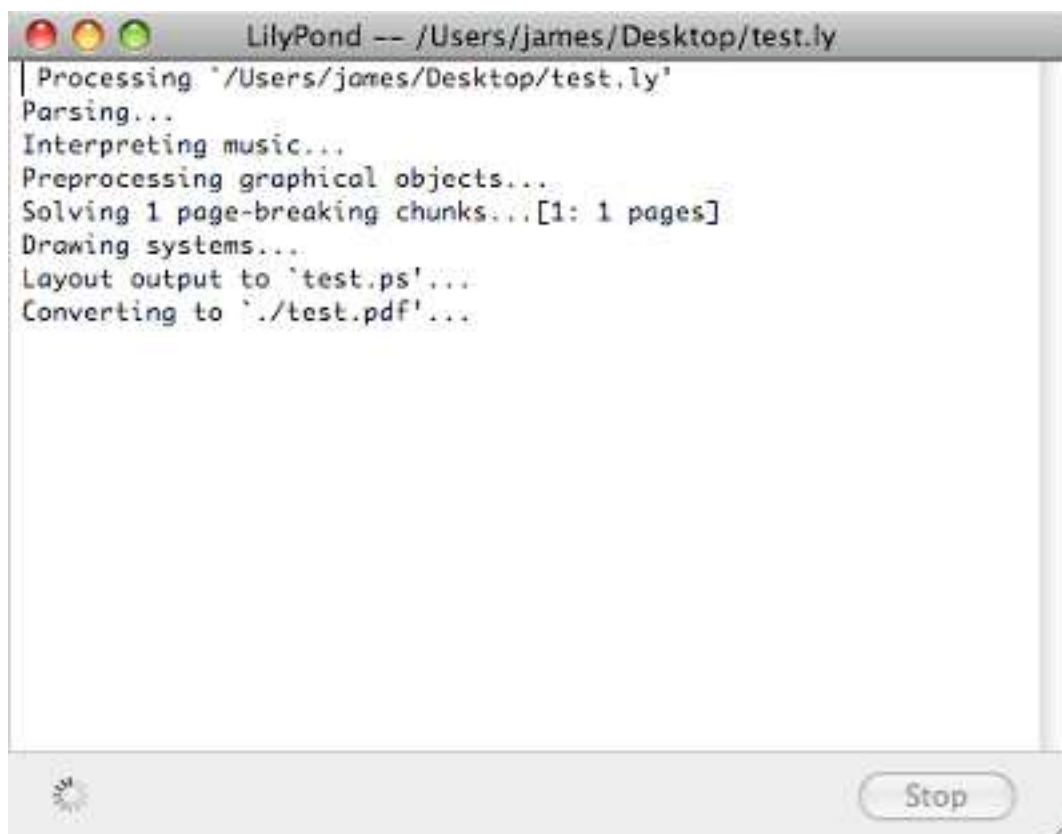 LilyPond -- /Users/james/Desktop/test.ly
Processing `/Users/james/Desktop/test.ly'
Parsing...
Interpreting music...
Preprocessing graphical objects...
Solving 1 page-breaking chunks...[1: 1 pages]
Drawing systems...
Layout output to `test.ps'...
Converting to `./test.pdf'...
Stop